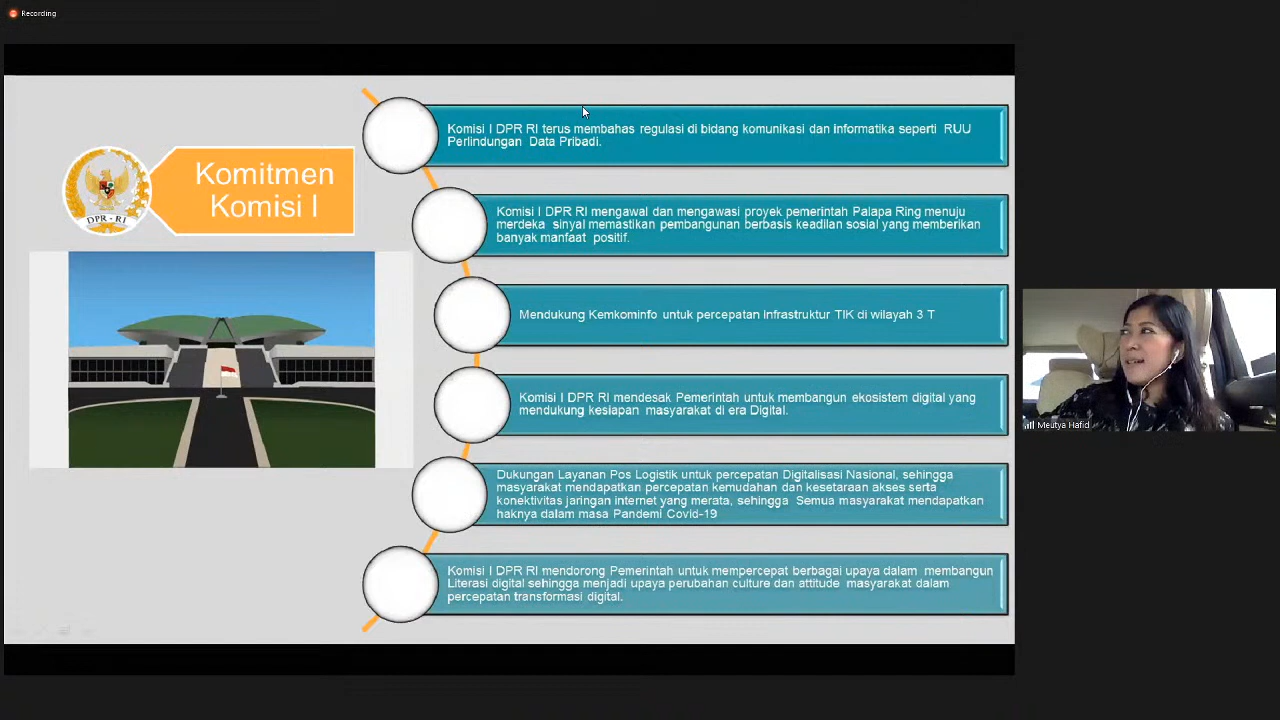 Recording
Komitmen
Komisi I
DPR - RI
Komisi I DPR RI terus membahas regulasi di bidang komunikasi dan informatika seperti RUU
Perlindungan Data Pribadi.
Komisi I DPR RI mengawal dan mengawasi proyek pemerintah Palapa Ring menuju
merdeka sinyal memastikan pembangunan berbasis keadilan sosial yang memberikan
banyak manfaat positif.
Mendukung Kemkominfo untuk percepatan Infrastruktur TIK di wilayah 3 T
Komisi I DPR RI mendesak Pemerintah untuk membangun ekosistem digital yang
mendukung kesiapan masyarakat di era Digital.
Dukungan Layanan Pos Logistik untuk percepatan Digitalisasi Nasional, sehingga
masyarakat mendapatkan percepatan kemudahan dan kesetaraan akses serta
konektivitas jaringan internet yang merata, sehingga Semua masyarakat mendapatkan
haknya dalam masa Pandemi Covid-19
Komisi I DPR RI mendorong Pemerintah untuk mempercepat berbagai upaya dalam membangun
Literasi digital sehingga menjadi upaya perubahan culture dan attitude masyarakat dalam
percepatan transformasi digital.
Meutya Hafid